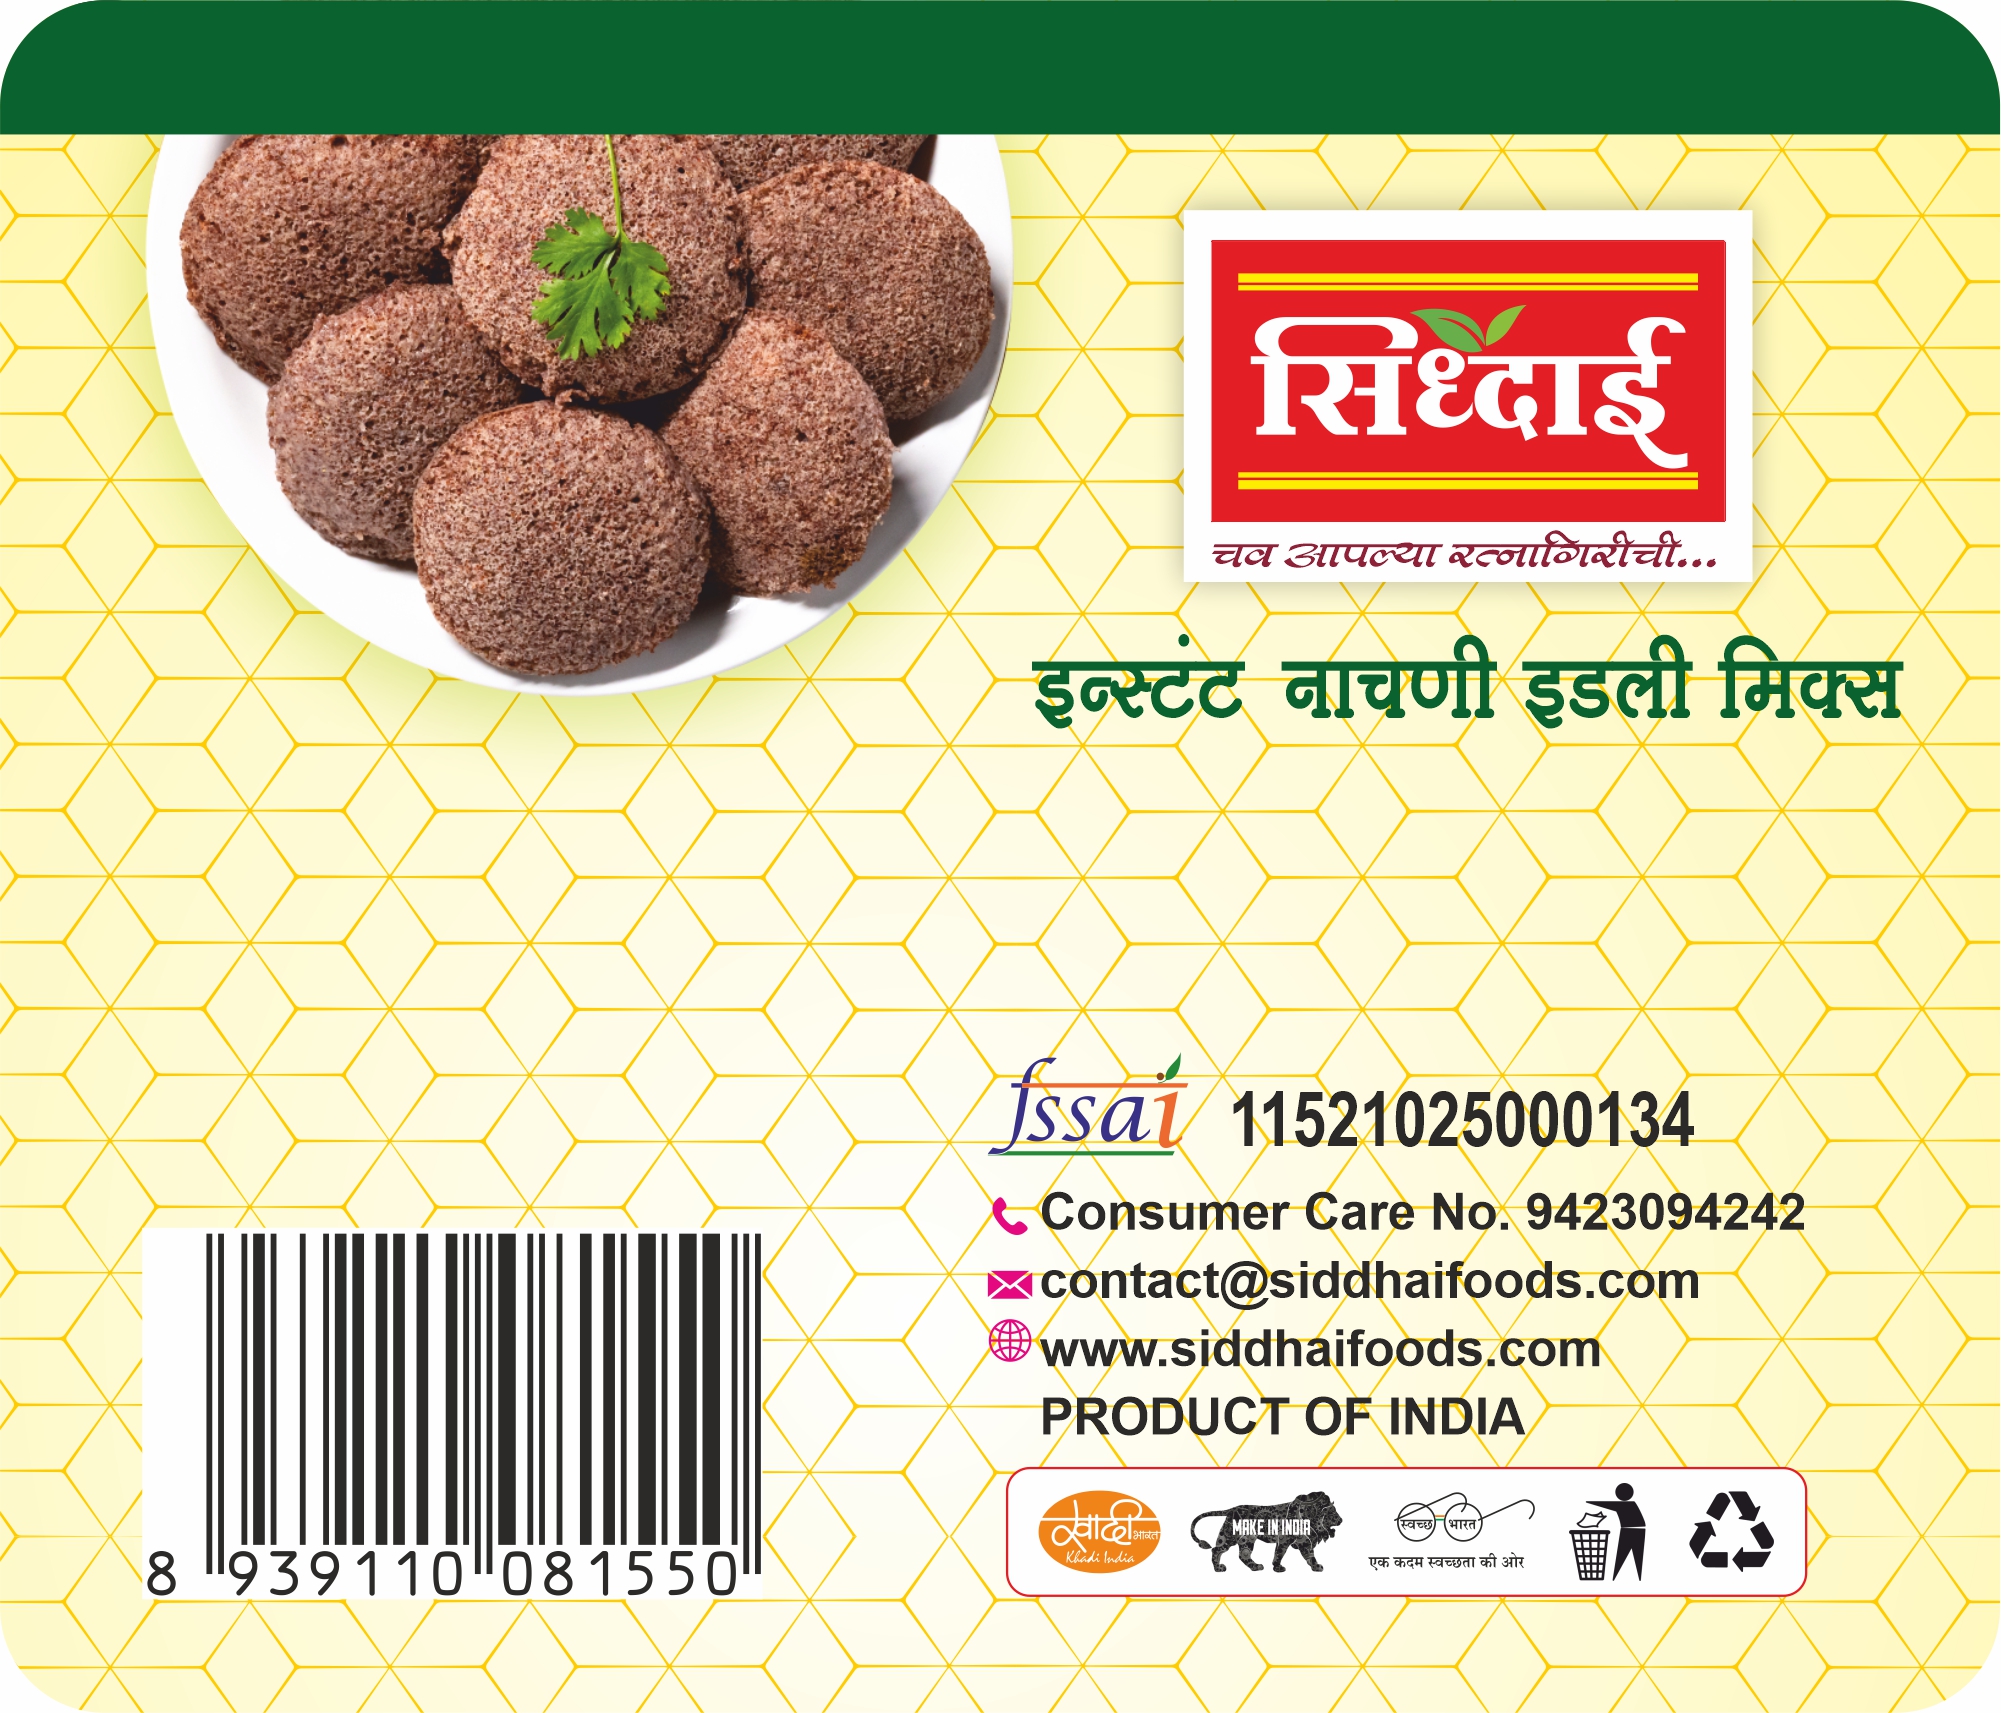 सिध्दाई
चव आपल्या रत्नागिरीची...
इन्स्टंट नाचणी इडली मिक्स
fssai 11521025000134
Consumer Care No. 9423094242
contact@siddhaifoods.com
www.siddhaifoods.com
PRODUCT OF INDIA
8 939110 081550
खादी भारत
Khadi India
MAKE IN INDIA
स्वच्छ भारत
एक कदम स्वच्छता की ओर